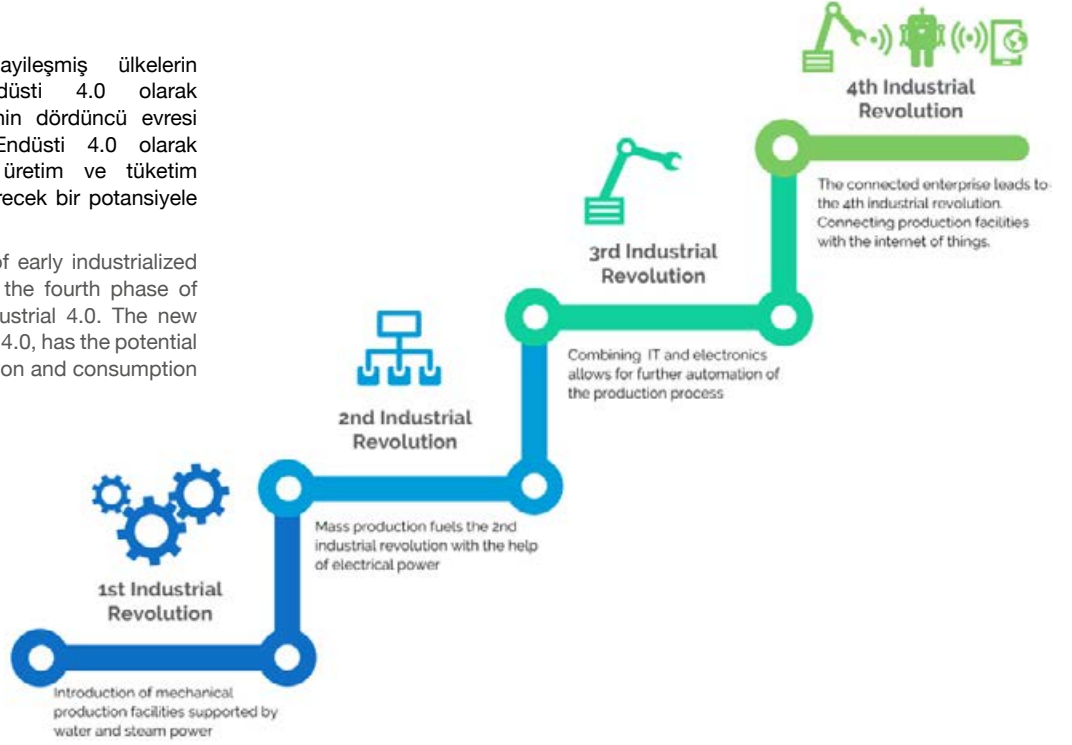 ayileşmiş ülkelerin
düsti 4.0 olarak
nin dördüncü evresi
Endüsti 4.0 olarak
üretim ve tüketim
recek bir potansiyele
of early industrialized
the fourth phase of
ustrial 4.0. The new
4.0, has the potential
on and consumption
4th Industrial
Revolution
The connected enterprise leads to
the 4th industrial revolution.
Connecting production facilities
with the internet of things.
3rd Industrial
Revolution
Combining IT and electronics
allows for further automation of
the production process
2nd Industrial
Revolution
Mass production fuels the 2nd
industrial revolution with the help
of electrical power
1st Industrial
Revolution
Introduction of mechanical
production facilities supported by
water and steam power